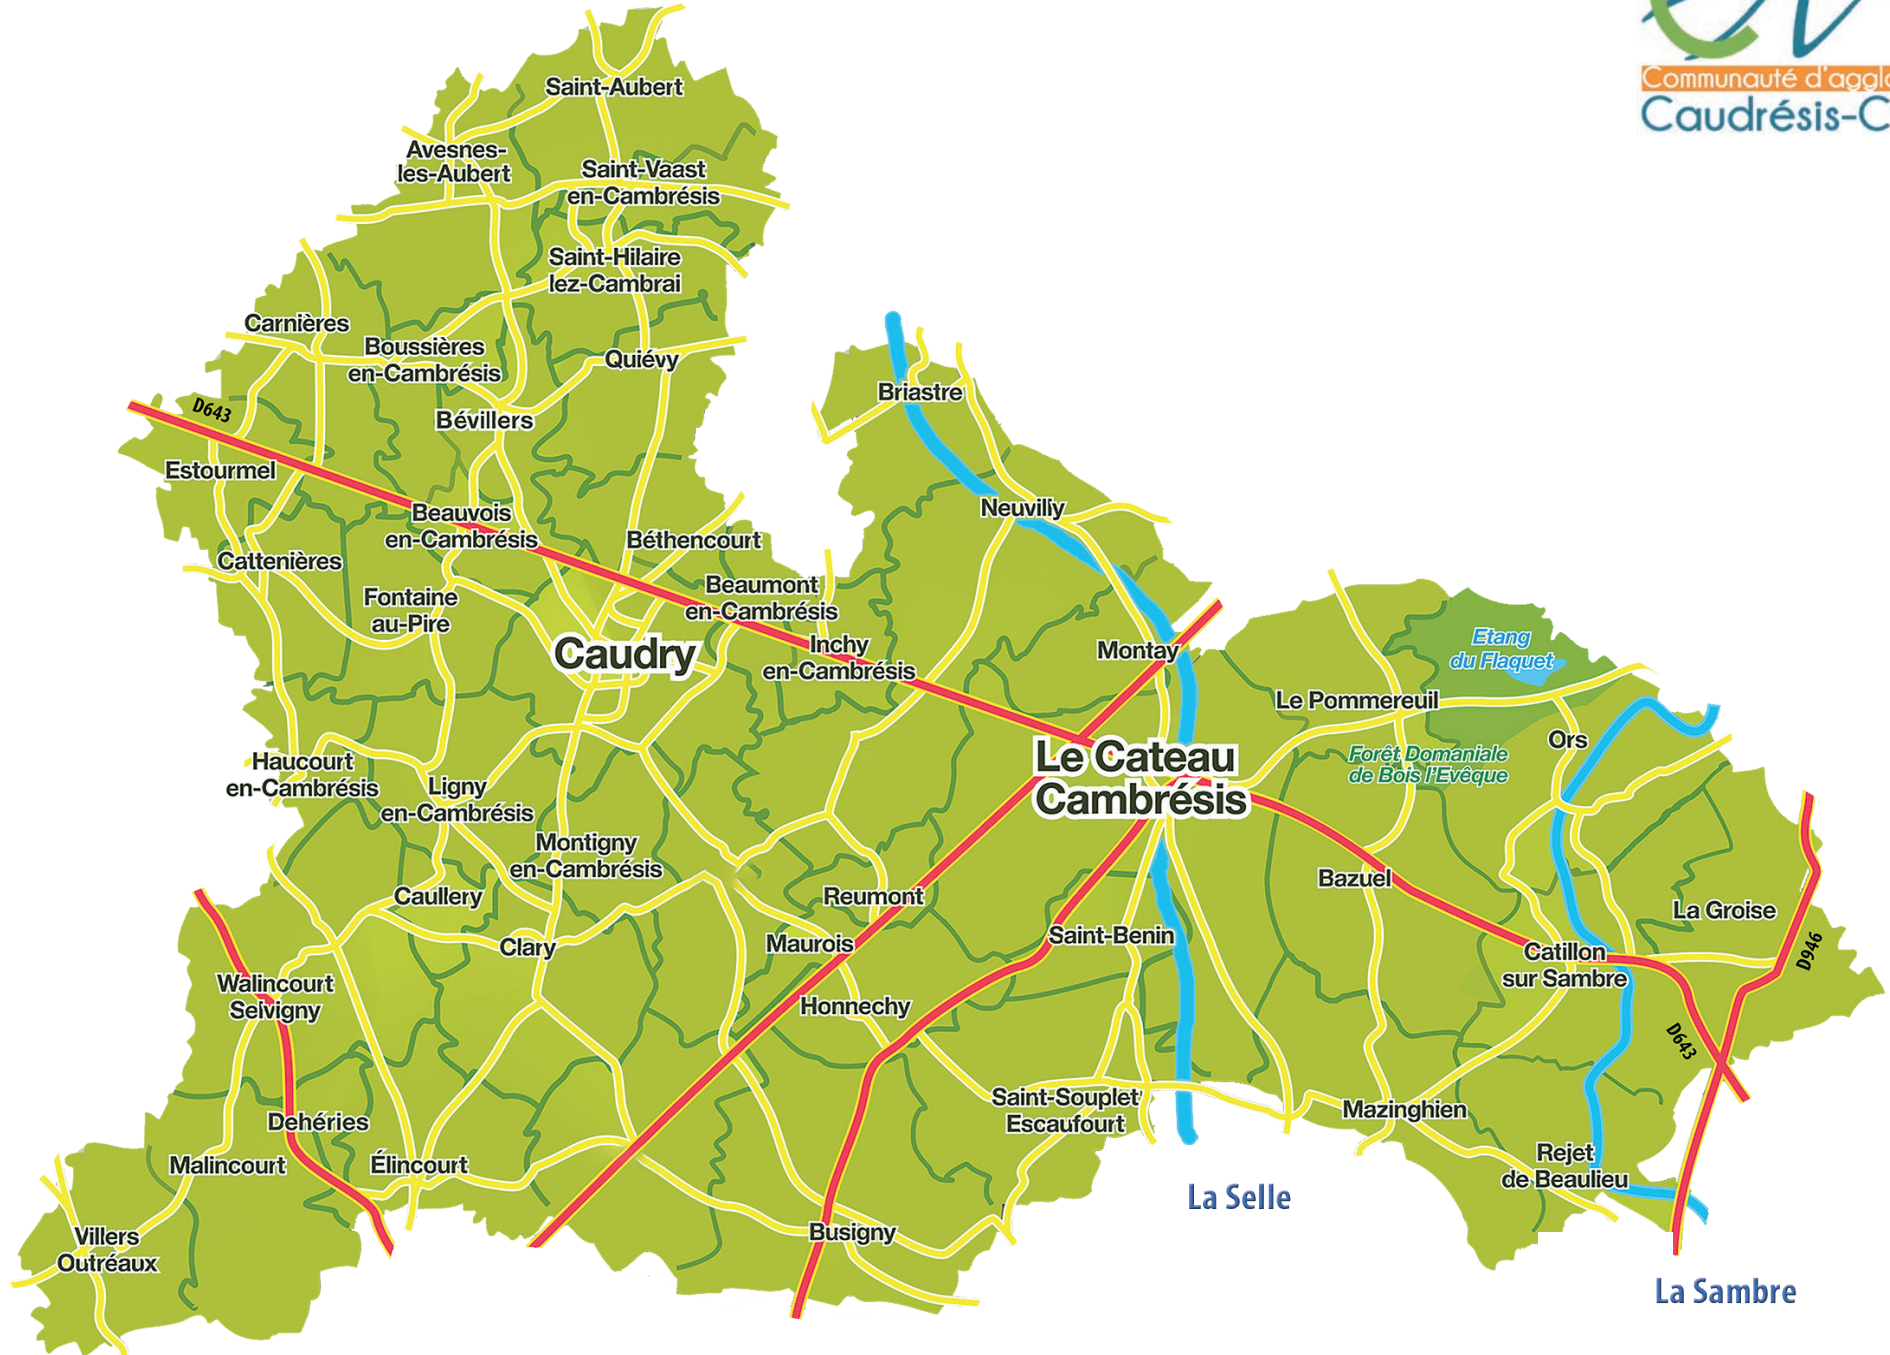 Communauté d'agglo
Caudrésis-C
Saint-Aubert
Avesnes-
les-Aubert
Saint-Vaast
en-Cambrésis
Saint-Hilaire
lez-Cambrai
Carnières
Boussières
en-Cambrésis
Quiévy
Briastre
D643
Bévillers
Estourmel
Beauvois
en-Cambrésis
Neuvilly
Béthencourt
Cattenières
Fontaine
au-Pire
Beaumont
en-Cambrésis
Caudry
Inchy
en-Cambrésis
Montay
Etang
du Flaquet
Le Pommereuil
Ors
Forêt Domaniale
de Bois l'Evêque
Le Cateau
Cambrésis
Haucourt
en-Cambrésis
Ligny
en-Cambrésis
Montigny
en-Cambrésis
Caullery
Reumont
Bazuel
La Groise
Clary
Maurois
Saint-Benin
Catillon
sur Sambre
D946
Walincourt
Selvigny
Honnechy
D643
Saint-Souplet
Escaufourt
Mazinghien
Dehéries
Malincourt
Élincourt
Rejet
de Beaulieu
La Selle
Villers
Outréaux
Busigny
La Sambre